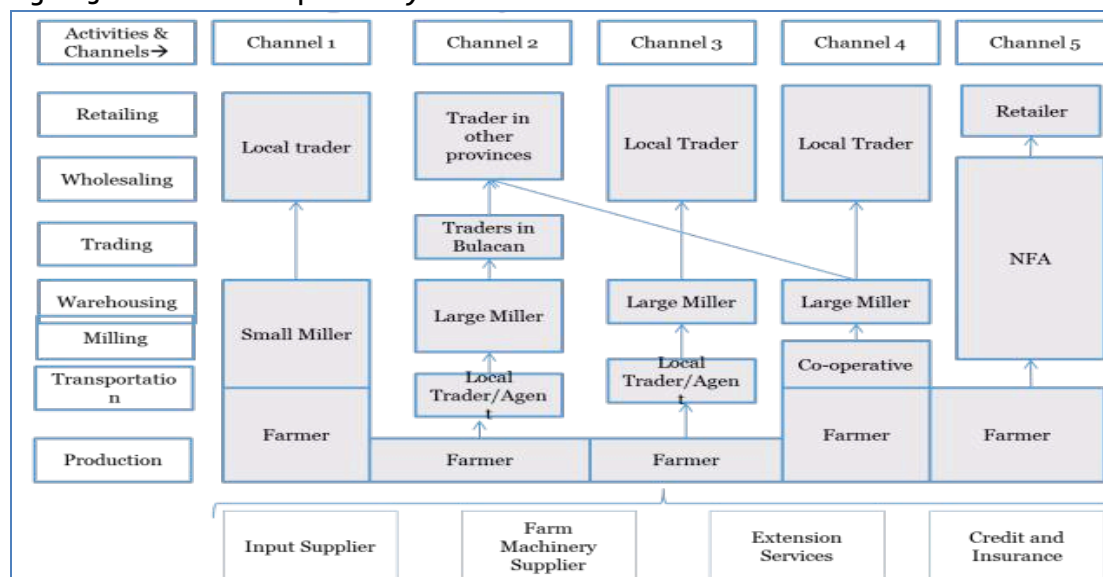 Activities &
Channels→
Channel 1
Channel 2
Channel 3
Channel 4
Channel 5
Retailing
Local trader
Trader in
other
provinces
Local Trader
Local Trader
Retailer
Wholesaling
Trading
Traders in
Bulacan
NFA
Warehousing
Milling
Small Miller
Large Miller
Large Miller
Large Miller
Transportatio
n
Local
Trader/Agen
t
Local
Trader/Agen
t
Co-operative
Production
Farmer
Farmer
Farmer
Farmer
Farmer
Input Supplier
Farm
Machinery
Supplier
Extension
Services
Credit and
Insurance